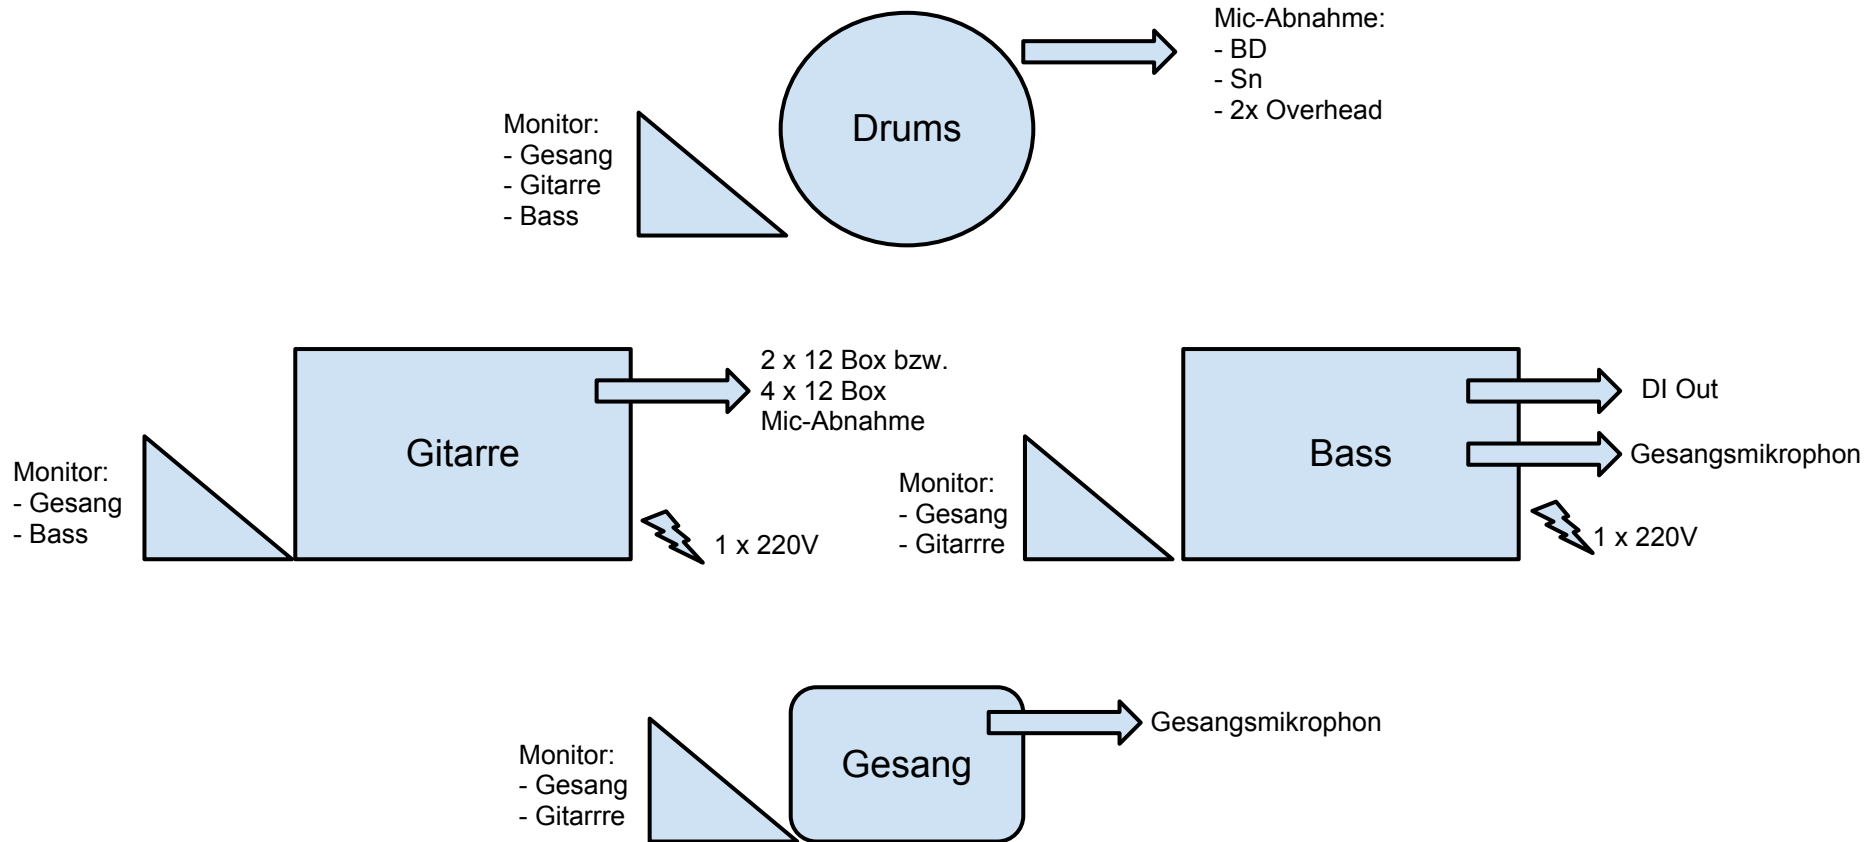 Mic-Abnahme:
- BD
- Sn
- 2x Overhead
Monitor:
- Gesang
- Gitarre
- Bass
Drums
2 x 12 Box bzw.
4 x 12 Box
Mic-Abnahme
Gitarre
Monitor:
- Gesang
- Bass
1 x 220V
DI Out
Bass
Gesangsmikrophon
Monitor:
- Gesang
- Gitarrre
1 x 220V
Gesangsmikrophon
Gesang
Monitor:
- Gesang
- Gitarrre